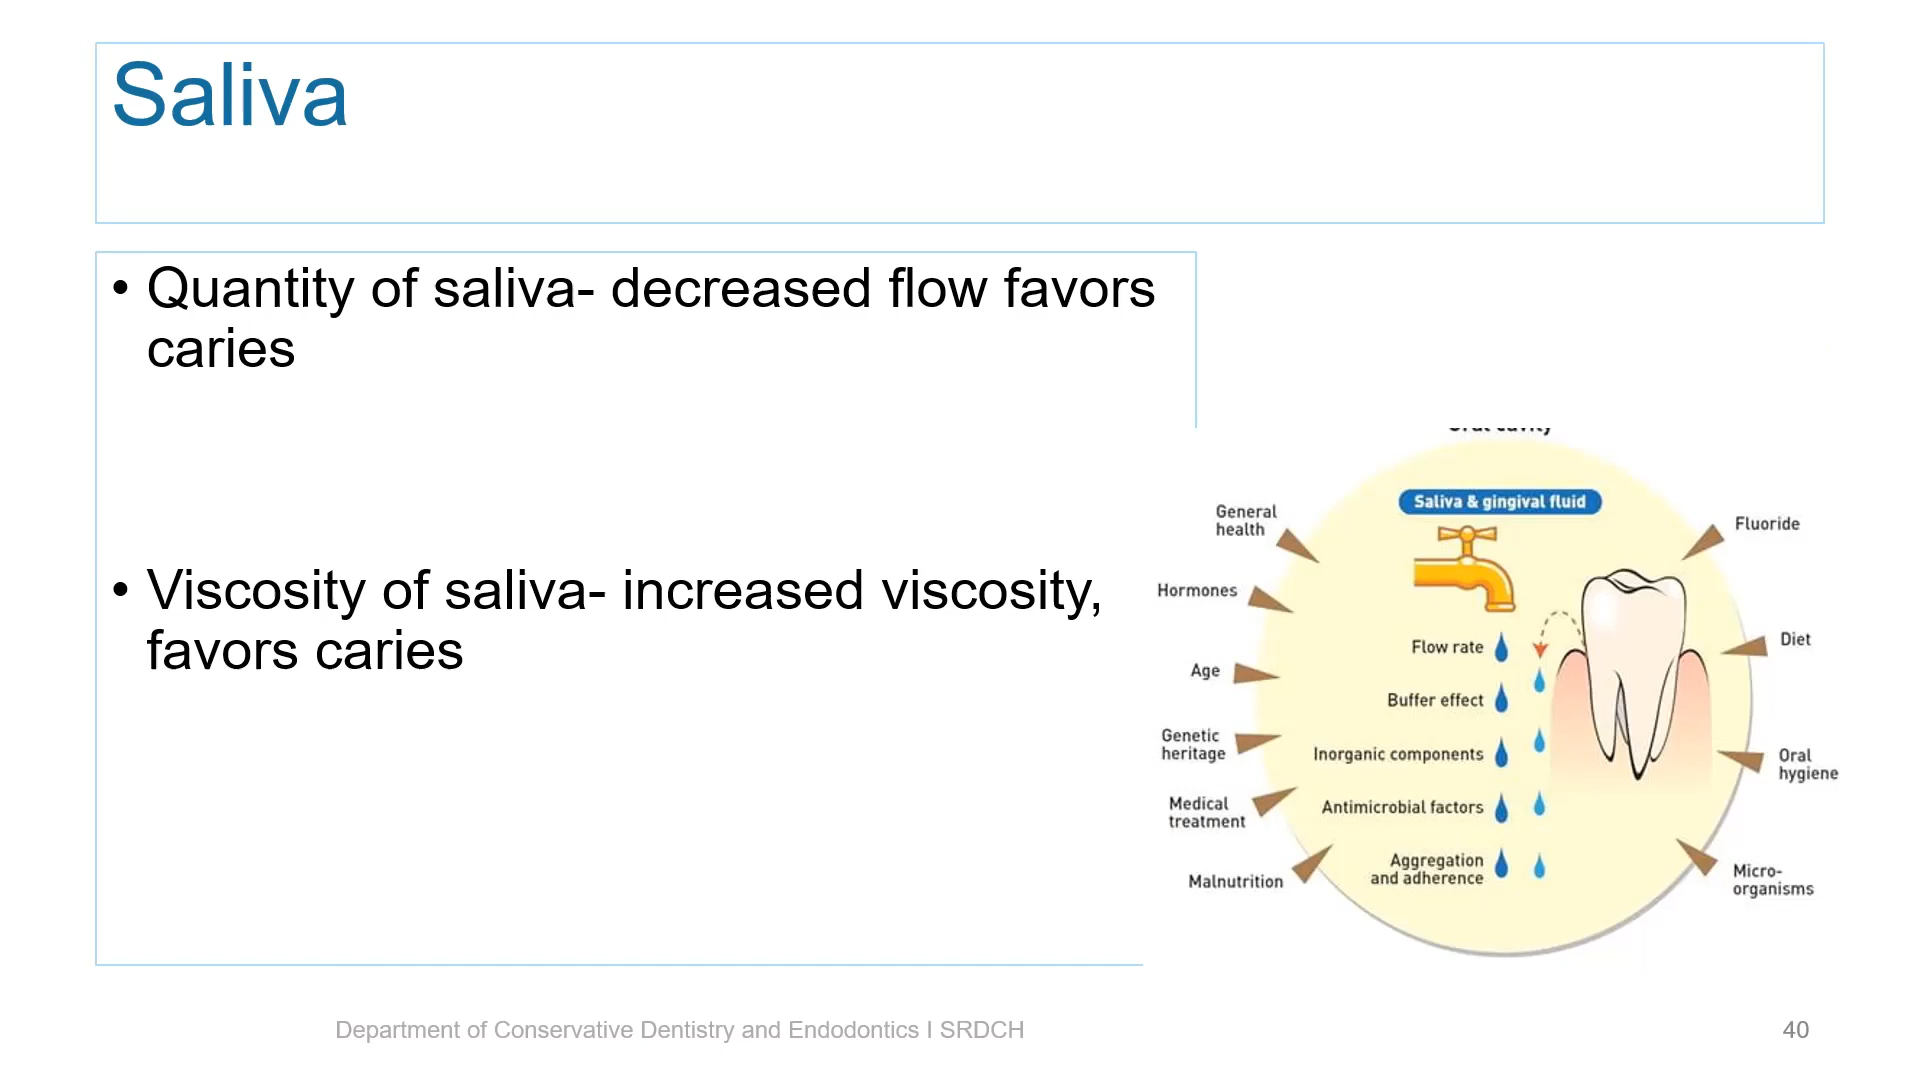 Saliva
• Quantity of saliva- decreased flow favors
caries
• Viscosity of saliva- increased viscosity,
favors caries
Saliva & gingival fluid
General
health
Hormones
Age
Genetic
heritage
Medical
treatment
Malnutrition
Flow rate
Buffer effect
Inorganic components
Antimicrobial factors
Aggregation
and adherence
Fluoride
Diet
Oral
hygiene
Micro-
organisms
Department of Conservative Dentistry and Endodontics I SRDCH
40